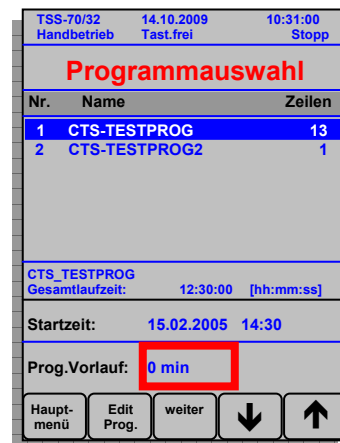 TSS-70/32 14.10.2009 10:31:00
Handbetrieb Tast.frei Stopp
Programmauswahl
Nr. Name Zeilen
1 CTS-TESTPROG 13
2 CTS-TESTPROG2 1
CTS_TESTPROG
Gesamtlaufzeit: 12:30:00 [hh:mm:ss]
Startzeit: 15.02.2005 14:30
Prog.Vorlauf: 0 min
Haupt- Edit weiter
menü Prog.